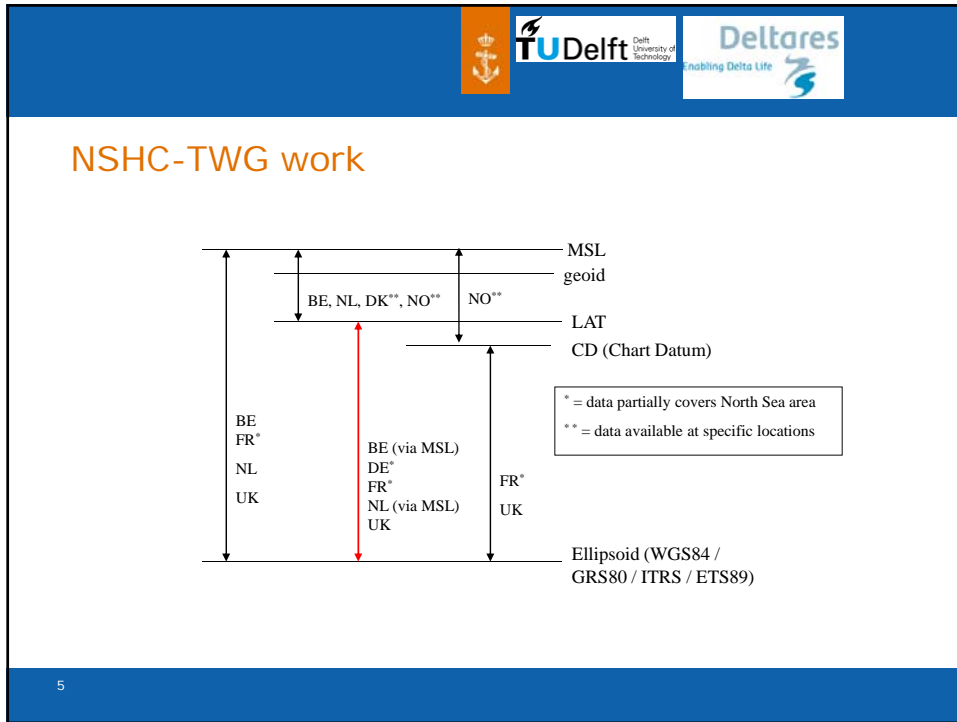 TUDelft
Delft
University of
Technology
Deltares
Enabling Delta Life
NSHC-TWG work
MSL
geoid
BE, NL, DK**, NO**
NO**
LAT
CD (Chart Datum)
* = data partially covers North Sea area
** = data available at specific locations
BE
FR*
NL
UK
BE (via MSL)
DE*
FR*
NL (via MSL)
UK
FR*
UK
Ellipsoid (WGS84 /
GRS80 / ITRS / ETS89)
5